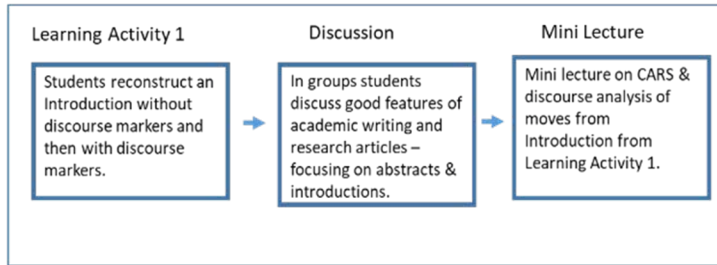 Learning Activity 1
Students reconstruct an
Introduction without
discourse markers and
then with discourse
markers.
Discussion
In groups students
discuss good features of
academic writing and
research articles –
focusing on abstracts &
introductions.
Mini Lecture
Mini lecture on CARS &
discourse analysis of
moves from
Introduction from
Learning Activity 1.